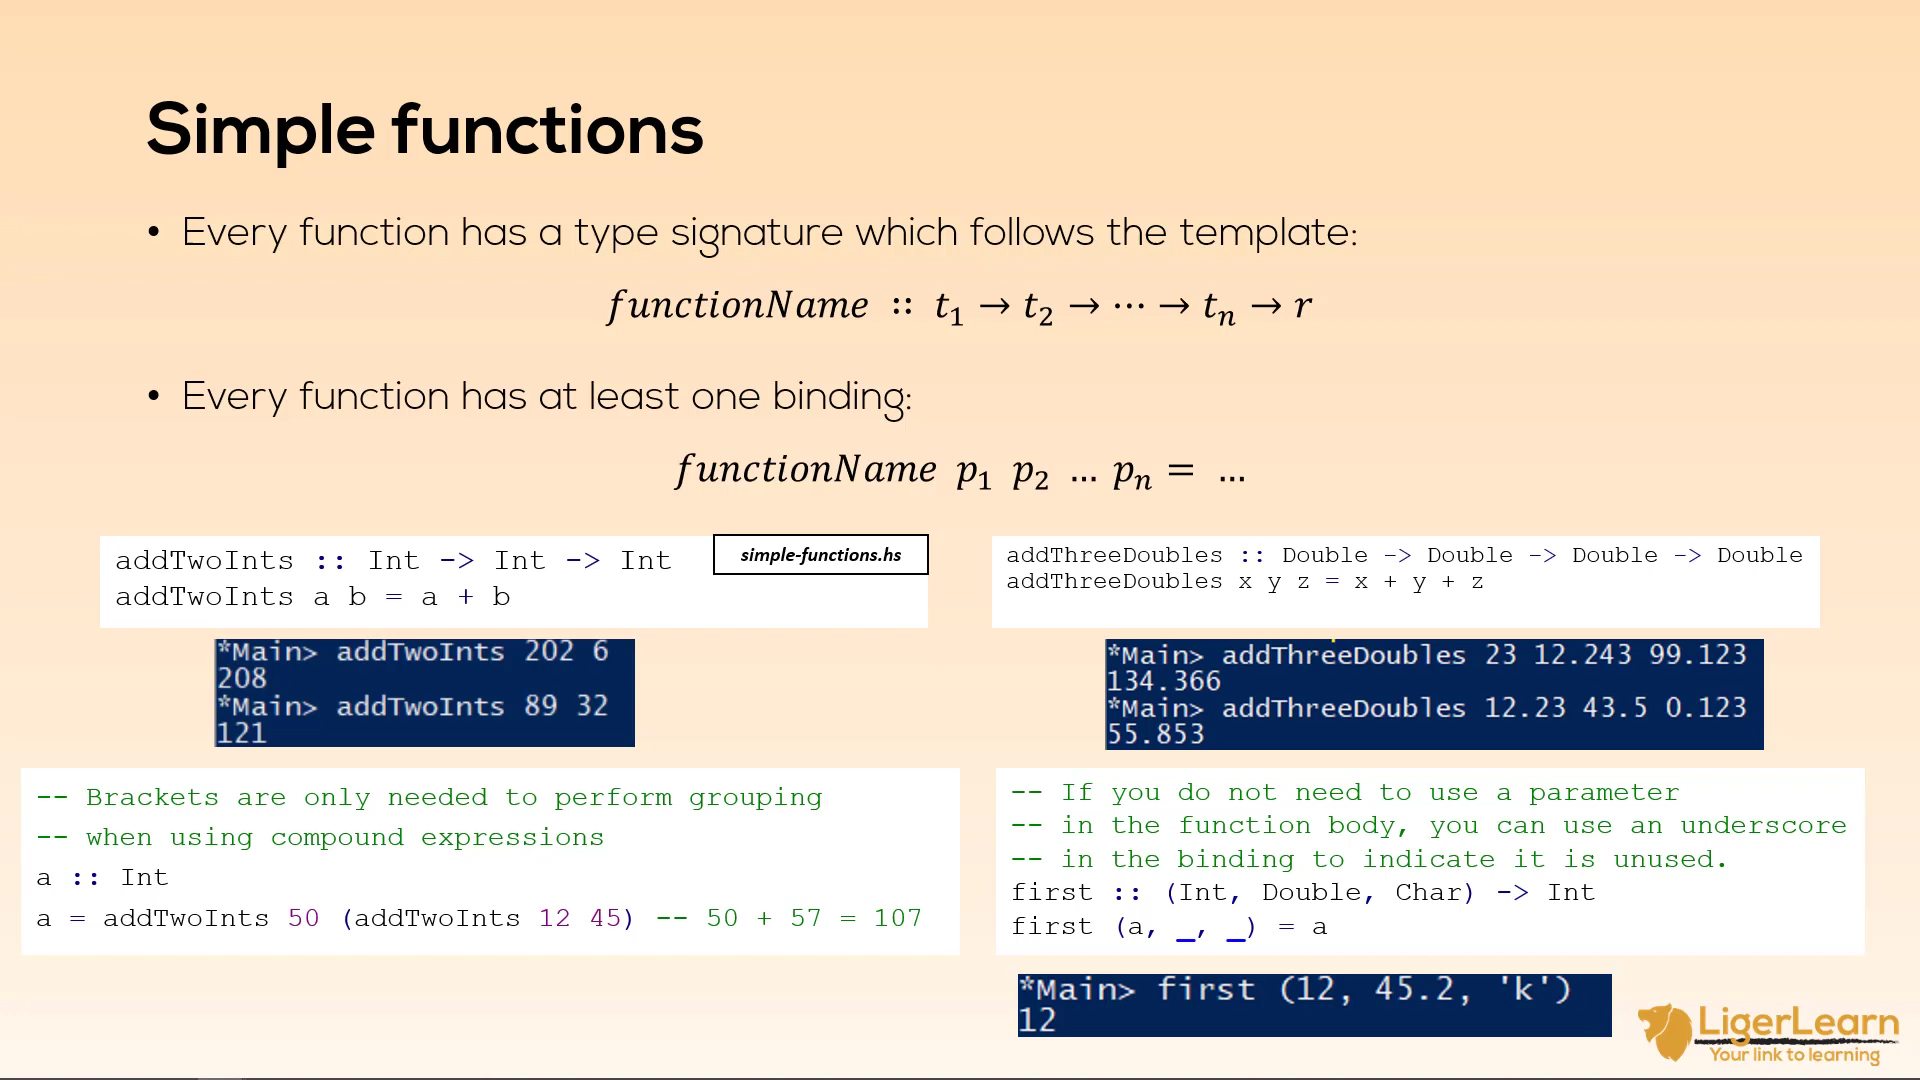 Simple functions
• Every function has a type signature which follows the template:
functionName :: t₁ → t₂ → ⋯ → tₙ → r
• Every function has at least one binding:
functionName p₁ p₂ … pₙ = …
addTwoInts :: Int -> Int -> Int
addTwoInts a b = a + b
simple-functions.hs
*Main> addTwoInts 202 6
208
*Main> addTwoInts 89 32
121
addThreeDoubles :: Double -> Double -> Double -> Double
addThreeDoubles x y z = x + y + z
*Main> addThreeDoubles 23 12.243 99.123
134.366
*Main> addThreeDoubles 12.23 43.5 0.123
55.853
-- Brackets are only needed to perform grouping
-- when using compound expressions
a :: Int
a = addTwoInts 50 (addTwoInts 12 45) -- 50 + 57 = 107
-- If you do not need to use a parameter
-- in the function body, you can use an underscore
-- in the binding to indicate it is unused.
first :: (Int, Double, Char) -> Int
first (a, _, _) = a
*Main> first (12, 45.2, 'k')
12
LigerLearn
Your link to learning